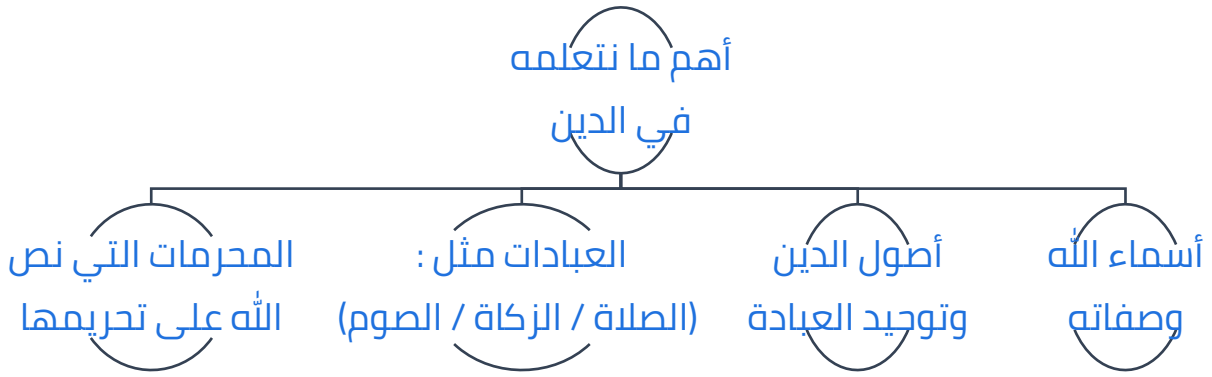 أهم ما نتعلمه
في الدين
أسماء الله
وصفاته
أصول الدين
وتوحيد العبادة
العبادات مثل :
(الصلاة / الزكاة / الصوم)
المحرمات التي نص
الله على تحريمها